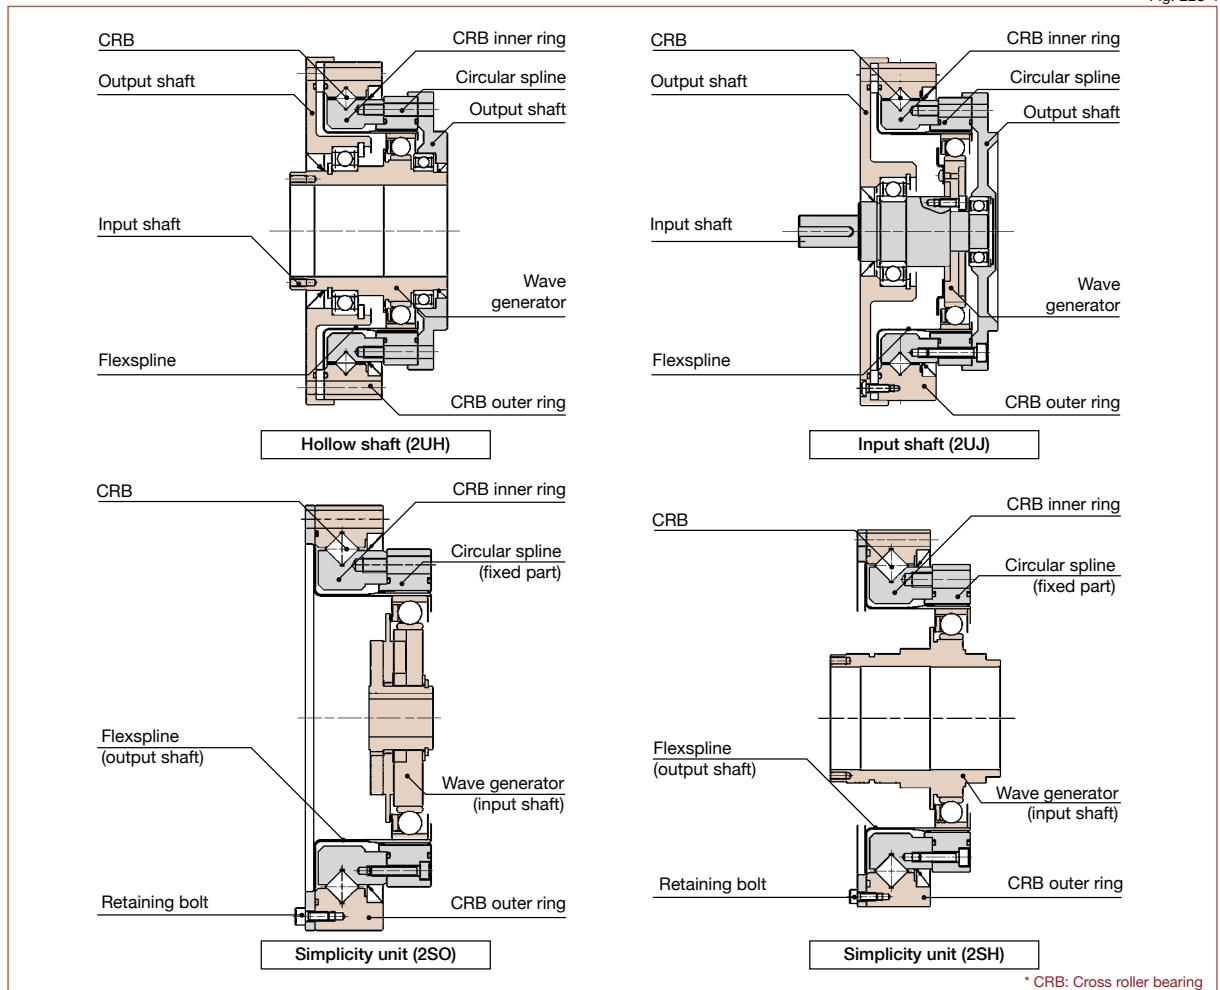 CRB
Output shaft
Input shaft
Flexspline
CRB inner ring
Circular spline
Output shaft
Wave
generator
CRB outer ring
Hollow shaft (2UH)
CRB
Output shaft
Input shaft
Flexspline
CRB inner ring
Circular spline
Output shaft
Wave
generator
CRB outer ring
Input shaft (2UJ)
CRB
Flexspline
(output shaft)
Retaining bolt
CRB inner ring
Circular spline
(fixed part)
Wave generator
(input shaft)
CRB outer ring
Simplicity unit (2SO)
CRB
Flexspline
(output shaft)
Retaining bolt
CRB inner ring
Circular spline
(fixed part)
Wave generator
(input shaft)
CRB outer ring
Simplicity unit (2SH)
* CRB: Cross roller bearing